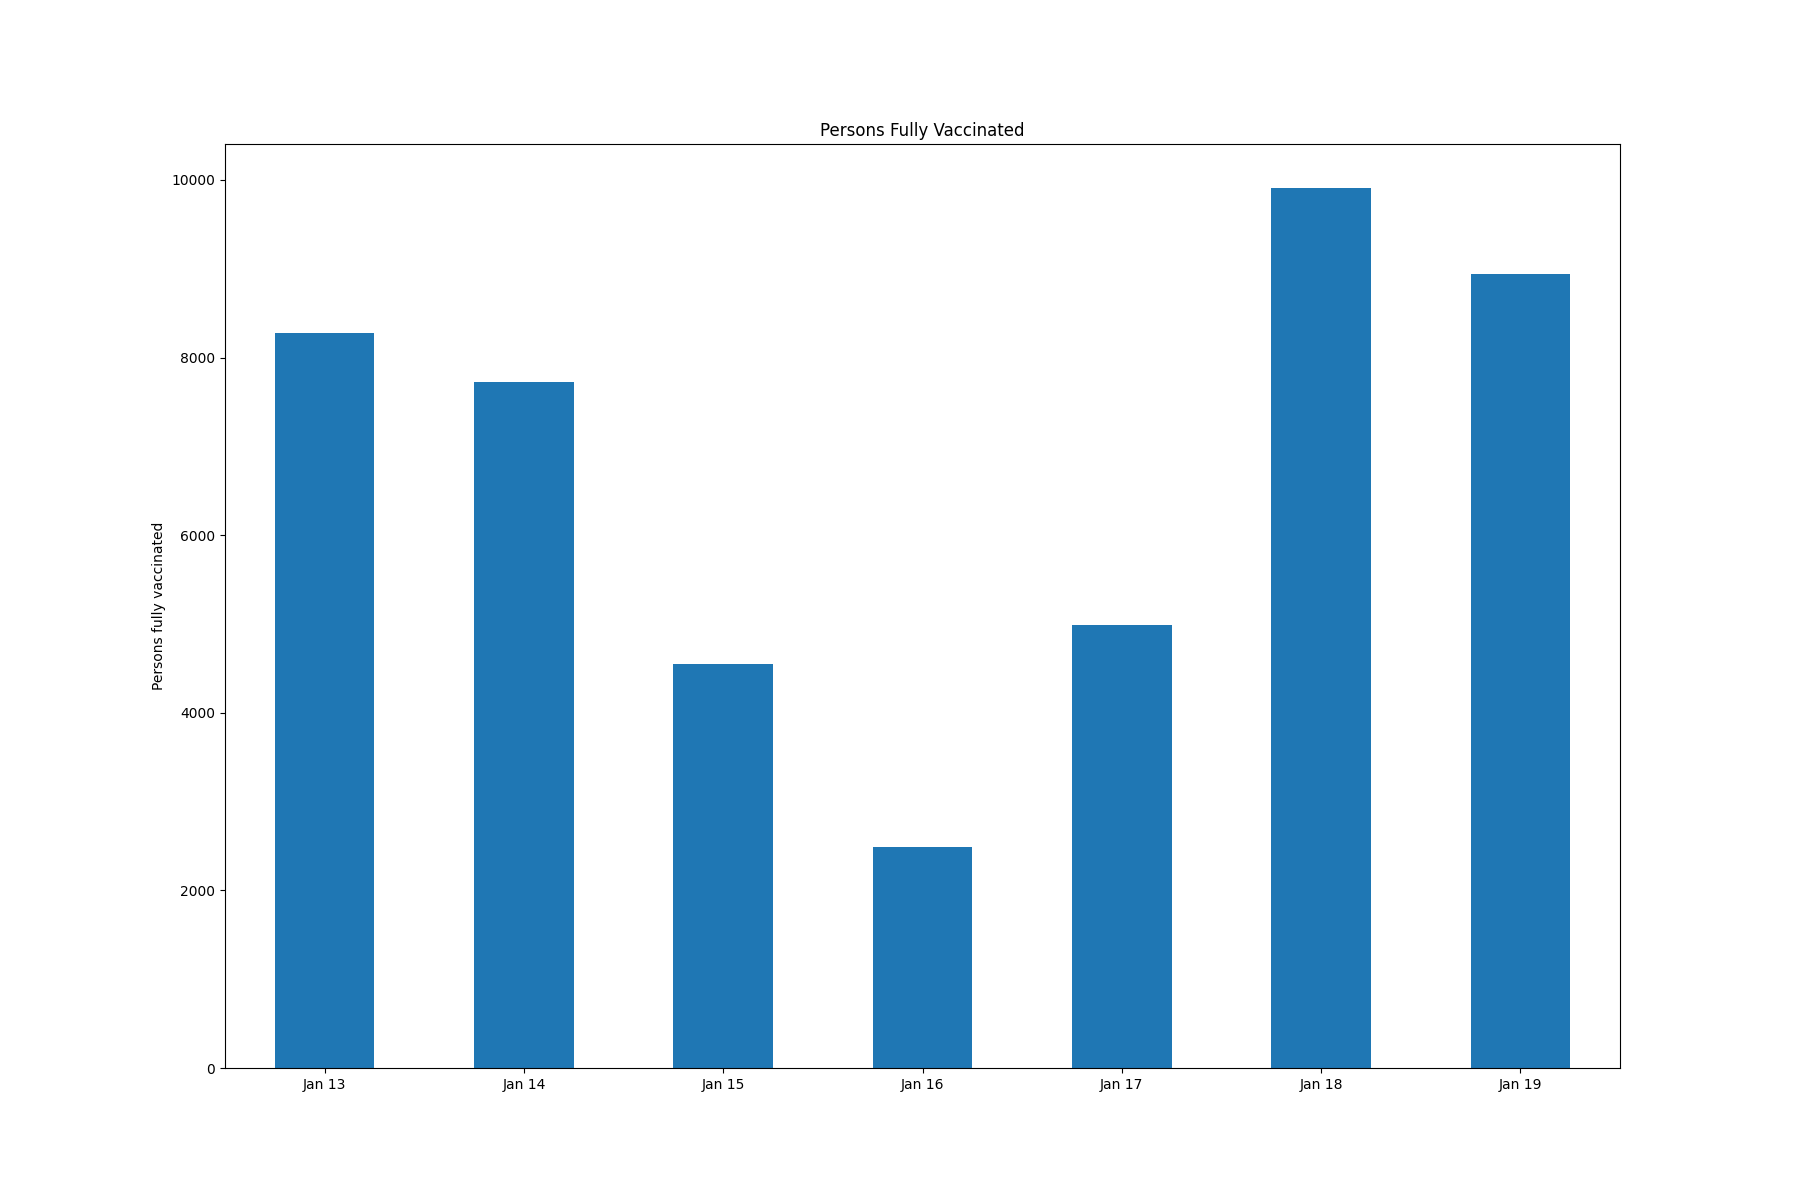 Persons Fully Vaccinated
10000
8000
6000
4000
2000
0
Persons fully vaccinated
Jan 13
Jan 14
Jan 15
Jan 16
Jan 17
Jan 18
Jan 19